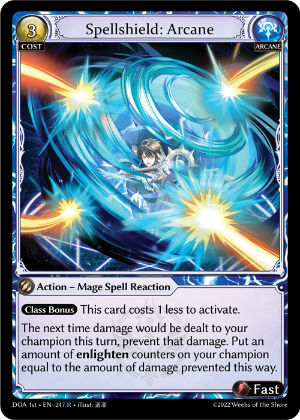 3
COST
Spellshield: Arcane
ARCANE
Action – Mage Spell Reaction
Class Bonus This card costs 1 less to activate.
The next time damage would be dealt to your
champion this turn, prevent that damage. Put an
amount of enlighten counters on your champion
equal to the amount of damage prevented this way.
Fast
DOA 1st • EN-247 R • illust: 道漫
©2022 Weebs of the Shore